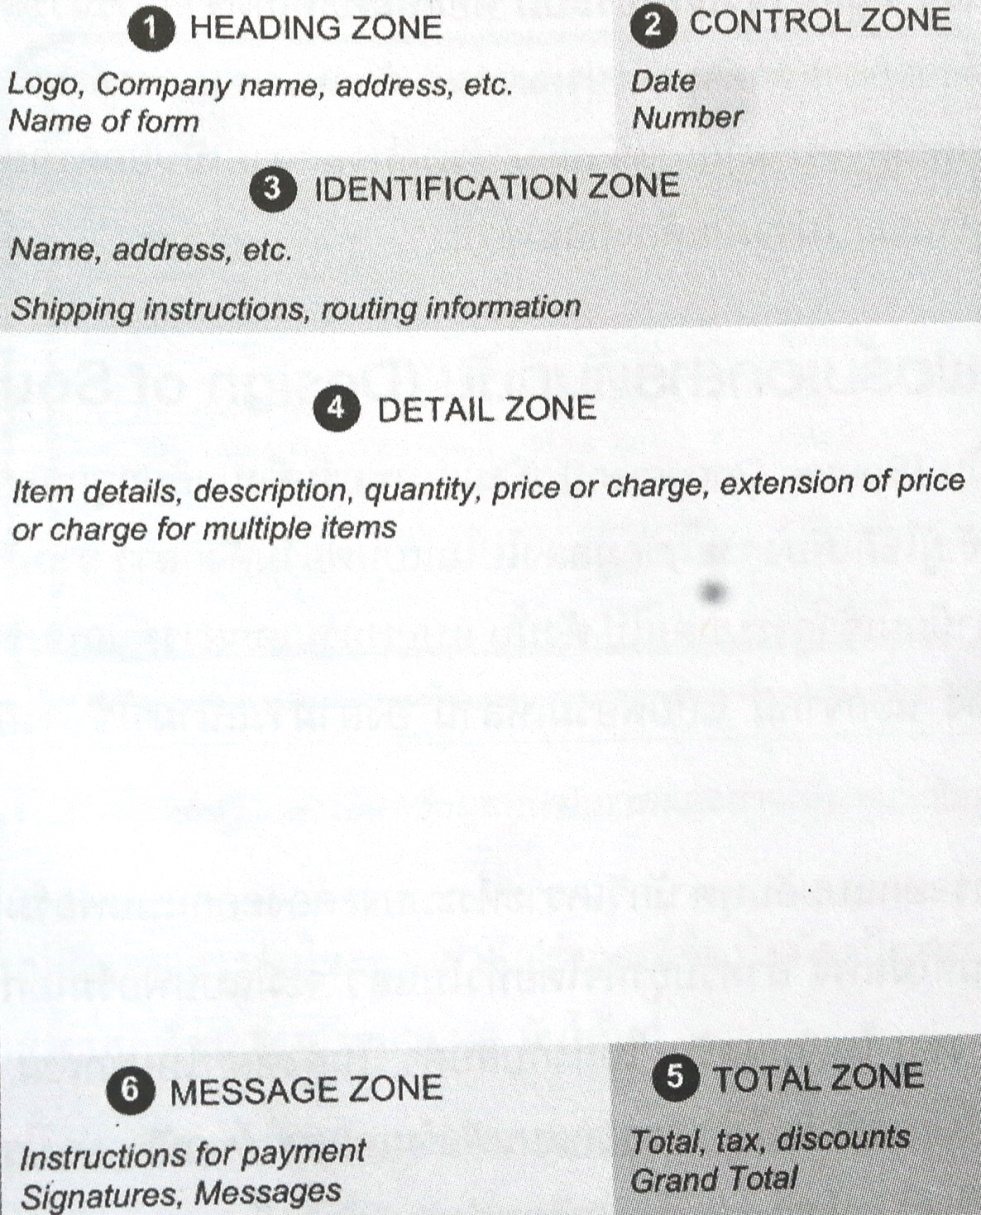 1 HEADING ZONE
Logo, Company name, address, etc.
Name of form
2 CONTROL ZONE
Date
Number
3 IDENTIFICATION ZONE
Name, address, etc.
Shipping instructions, routing information
4 DETAIL ZONE
Item details, description, quantity, price or charge, extension of price
or charge for multiple items
6 MESSAGE ZONE
Instructions for payment
Signatures, Messages
5 TOTAL ZONE
Total, tax, discounts
Grand Total